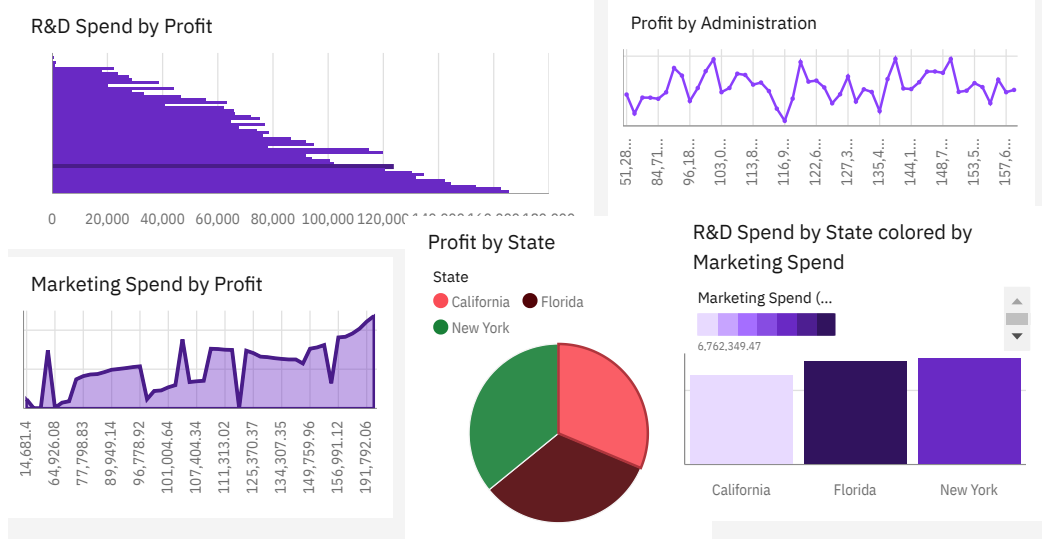 R&D Spend by Profit
0 20,000 40,000 60,000 80,000 100,000 120,000
Profit by Administration
51,28... 84,71... 96,18... 103,0... 113,8... 116,9... 122,6... 127,3... 135,4... 144,1... 148,7... 153,5... 157,6...
Marketing Spend by Profit
14,681.4 64,926.08 77,798.83 89,949.14 96,778.92 101,004.64 107,404.34 111,313.02 125,370.37 134,307.35 149,759.96 156,991.12 191,792.06
Profit by State
State
California Florida
New York
R&D Spend by State colored by
Marketing Spend
Marketing Spend (...
6,762,349.47
California Florida New York